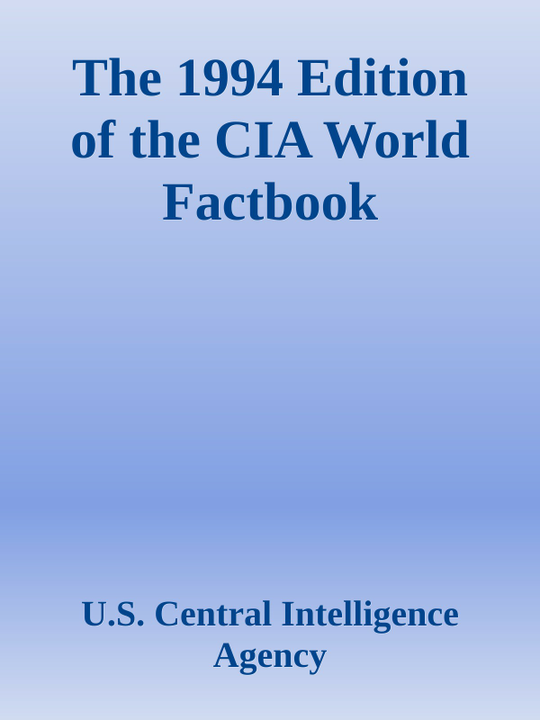 The 1994 Edition
of the CIA World
Factbook
U.S. Central Intelligence
Agency